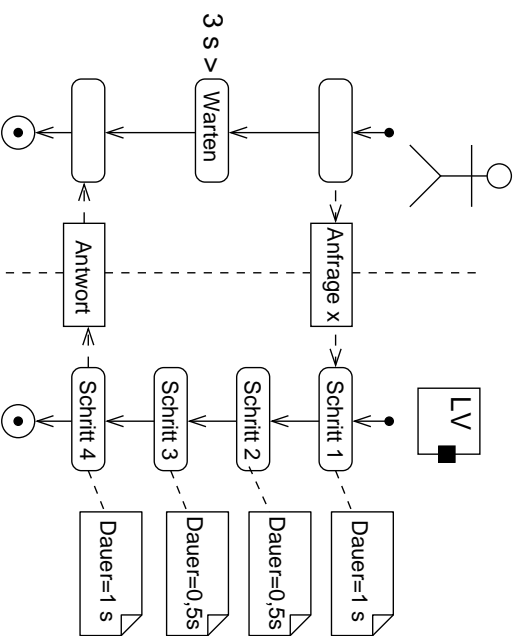 LV
Anfrage x
Schritt 1
Dauer=1 s
Schritt 2
Dauer=0,5s
3 s >
Warten
Schritt 3
Dauer=0,5s
Antwort
Schritt 4
Dauer=1 s